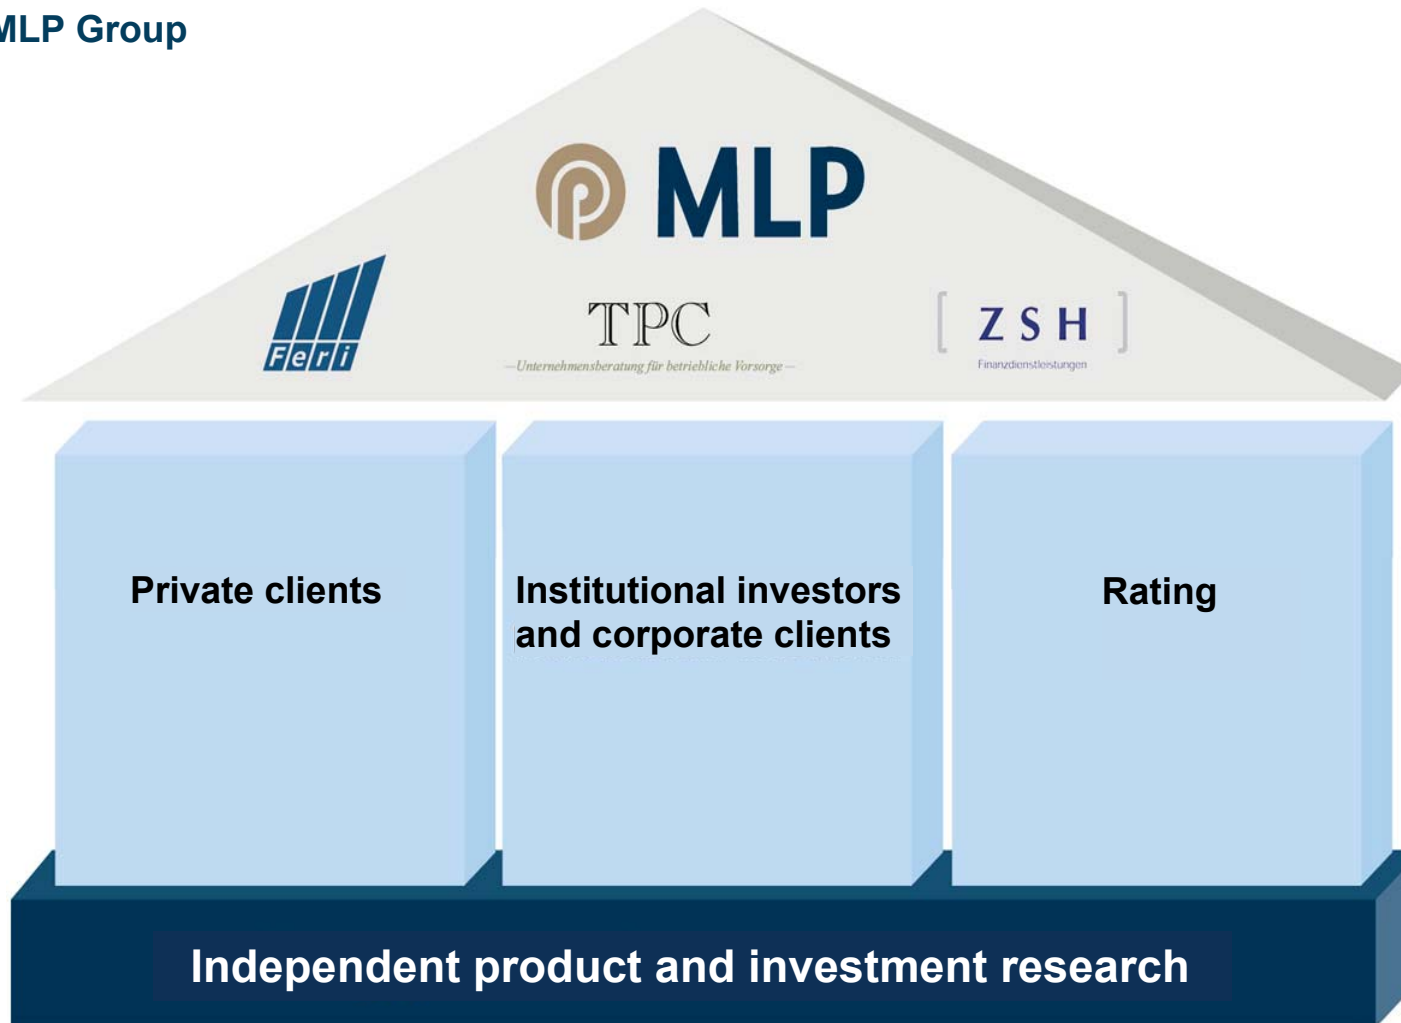 MLP Group
MLP
Feri
TPC
—Unternehmensberatung für betriebliche Vorsorge—
[ Z S H ]
Finanzdienstleistungen
Private clients
Institutional investors
and corporate clients
Rating
Independent product and investment research